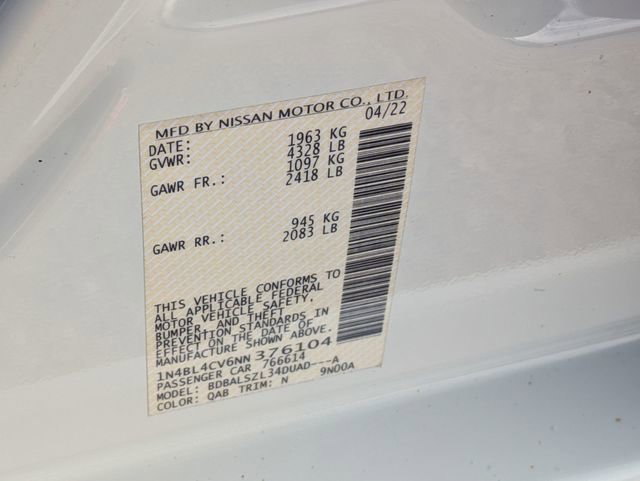 MFD BY NISSAN MOTOR CO., LTD.
DATE: 04/22
GVWR: 1963 KG
4328 LB
GAWR FR.: 1097 KG
2418 LB
GAWR RR.: 945 KG
2083 LB
THIS VEHICLE CONFORMS TO
ALL APPLICABLE FEDERAL
MOTOR VEHICLE SAFETY,
BUMPER, AND THEFT
PREVENTION STANDARDS IN
EFFECT ON THE DATE OF
MANUFACTURE SHOWN ABOVE.
1N4BL4CV6NN376104
PASSENGER CAR 766614
MODEL: BDBALSZL34DUAD---A
COLOR: QAB TRIM: N 9N00A